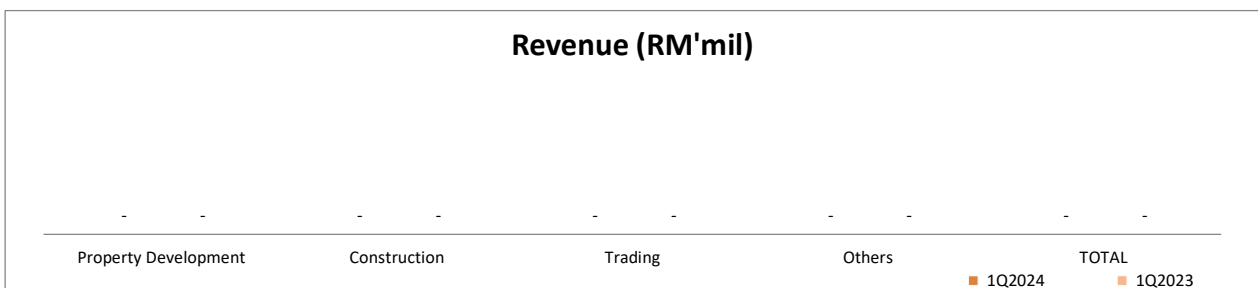 Revenue (RM'mil)
- - - - - - - - - -
Property Development Construction Trading Others TOTAL
1Q2024 1Q2023